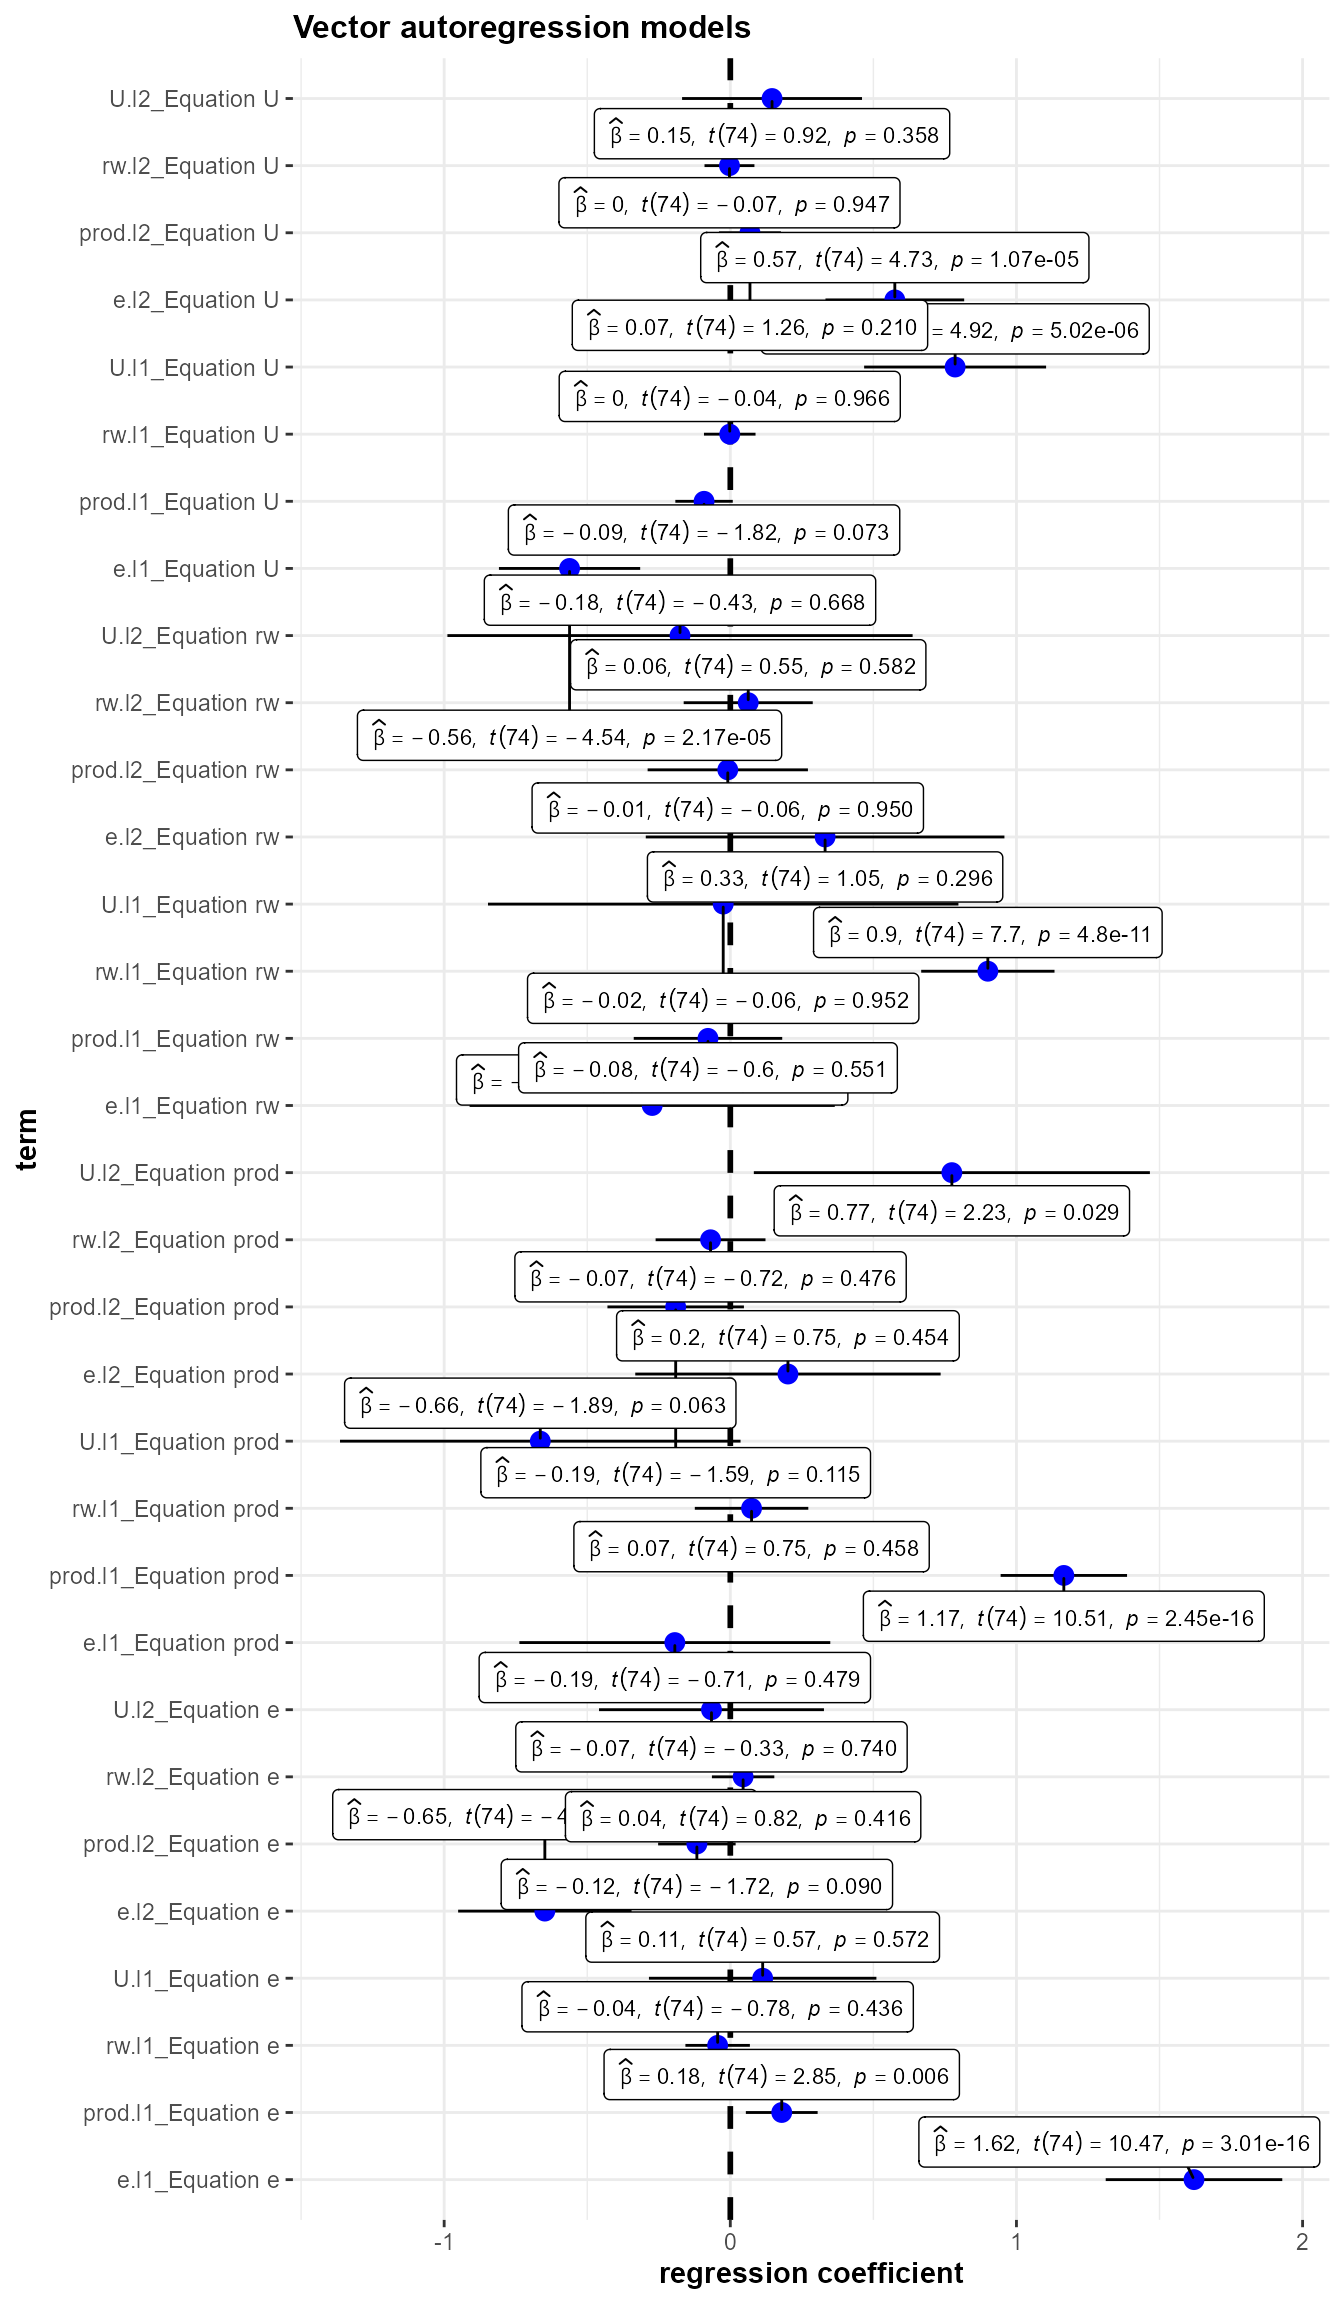 Vector autoregression models
U.l2_Equation U
β̂ = 0.15, t(74) = 0.92, p = 0.358
rw.l2_Equation U
β̂ = 0, t(74) = −0.07, p = 0.947
prod.l2_Equation U
β̂ = 0.57, t(74) = 4.73, p = 1.07e-05
e.l2_Equation U
β̂ = 0.07, t(74) = 1.26, p = 0.210
= 4.92, p = 5.02e-06
U.l1_Equation U
β̂ = 0, t(74) = −0.04, p = 0.966
rw.l1_Equation U
prod.l1_Equation U
β̂ = −0.09, t(74) = −1.82, p = 0.073
e.l1_Equation U
β̂ = −0.18, t(74) = −0.43, p = 0.668
U.l2_Equation rw
β̂ = 0.06, t(74) = 0.55, p = 0.582
rw.l2_Equation rw
β̂ = −0.56, t(74) = −4.54, p = 2.17e-05
prod.l2_Equation rw
β̂ = −0.01, t(74) = −0.06, p = 0.950
e.l2_Equation rw
β̂ = 0.33, t(74) = 1.05, p = 0.296
U.l1_Equation rw
β̂ = 0.9, t(74) = 7.7, p = 4.8e-11
rw.l1_Equation rw
β̂ = −0.02, t(74) = −0.06, p = 0.952
prod.l1_Equation rw
β̂ = −0.08, t(74) = −0.6, p = 0.551
β̂ = −
e.l1_Equation rw
term
U.l2_Equation prod
β̂ = 0.77, t(74) = 2.23, p = 0.029
rw.l2_Equation prod
β̂ = −0.07, t(74) = −0.72, p = 0.476
prod.l2_Equation prod
β̂ = 0.2, t(74) = 0.75, p = 0.454
e.l2_Equation prod
β̂ = −0.66, t(74) = −1.89, p = 0.063
U.l1_Equation prod
β̂ = −0.19, t(74) = −1.59, p = 0.115
rw.l1_Equation prod
β̂ = 0.07, t(74) = 0.75, p = 0.458
prod.l1_Equation prod
β̂ = 1.17, t(74) = 10.51, p = 2.45e-16
e.l1_Equation prod
β̂ = −0.19, t(74) = −0.71, p = 0.479
U.l2_Equation e
β̂ = −0.07, t(74) = −0.33, p = 0.740
rw.l2_Equation e
β̂ = −0.65, t(74) = −4
β̂ = 0.04, t(74) = 0.82, p = 0.416
prod.l2_Equation e
β̂ = −0.12, t(74) = −1.72, p = 0.090
e.l2_Equation e
β̂ = 0.11, t(74) = 0.57, p = 0.572
U.l1_Equation e
β̂ = −0.04, t(74) = −0.78, p = 0.436
rw.l1_Equation e
β̂ = 0.18, t(74) = 2.85, p = 0.006
prod.l1_Equation e
β̂ = 1.62, t(74) = 10.47, p = 3.01e-16
e.l1_Equation e
-1 0 1 2
regression coefficient